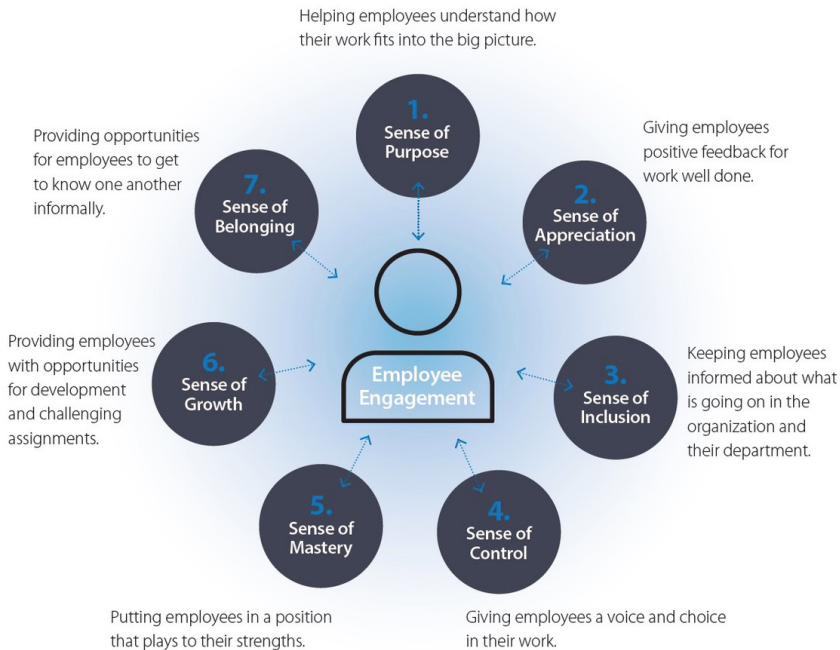 Helping employees understand how
their work fits into the big picture.
1.
Sense of
Purpose
Giving employees
positive feedback for
work well done.
2.
Sense of
Appreciation
Keeping employees
informed about what
is going on in the
organization and
their department.
3.
Sense of
Inclusion
4.
Sense of
Control
Giving employees a voice and choice
in their work.
5.
Sense of
Mastery
Putting employees in a position
that plays to their strengths.
6.
Sense of
Growth
Providing employees
with opportunities
for development
and challenging
assignments.
7.
Sense of
Belonging
Providing opportunities
for employees to get
to know one another
informally.
Employee
Engagement